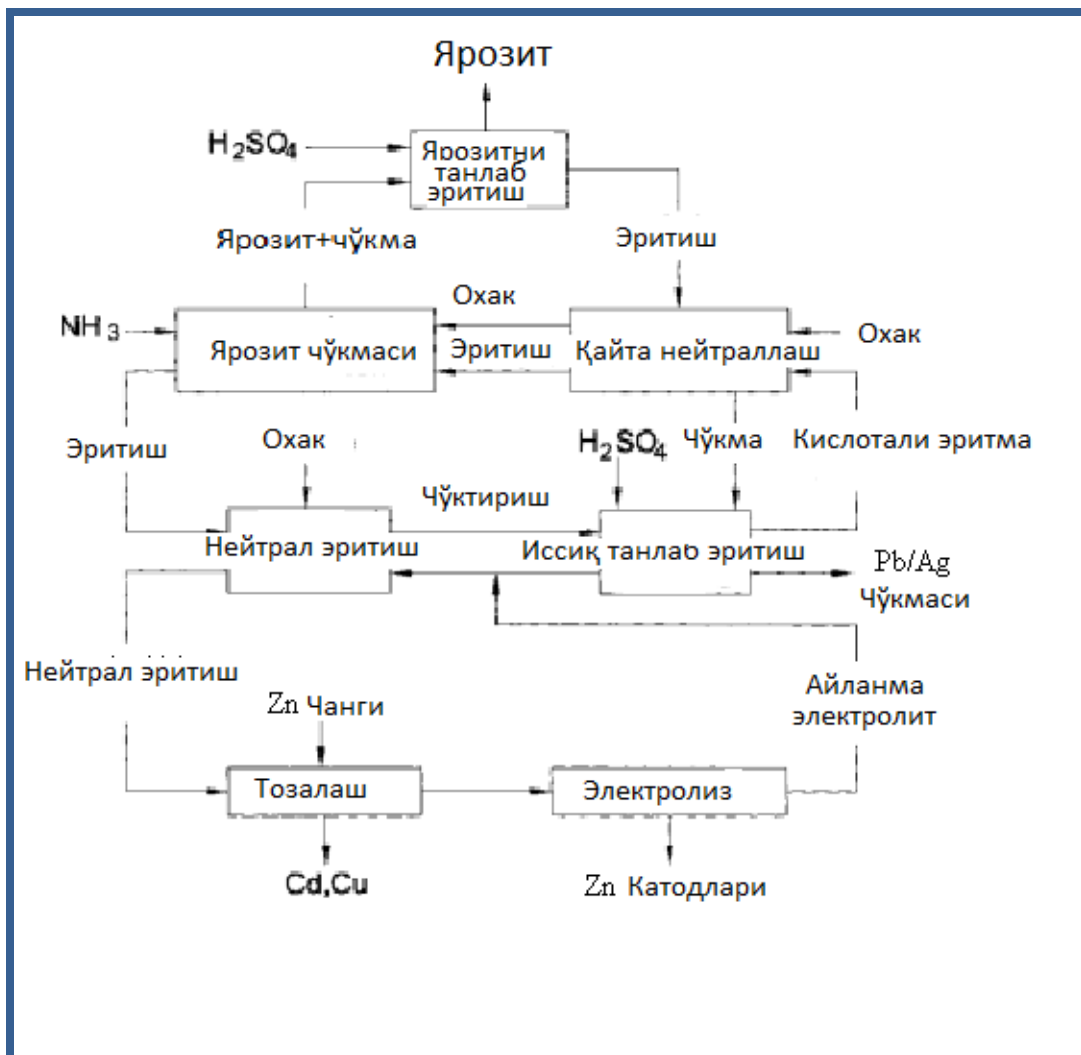 Ярозит
H₂SO₄
Ярозитни
танлаб
эритиш
Ярозит+чўкма
Эритиш
Охак
NH₃
Охак
Ярозит чўкмаси
Эритиш
Қайта нейтраллаш
Эритиш
Охак
H₂SO₄
Чўкма
Кислотали эритма
Чўктириш
Нейтрал эритиш
Иссиқ танлаб эритиш
Pb/Ag
Чўкмаси
Нейтрал эритиш
Zn Чанги
Айланма
электролит
Тозалаш
Электролиз
Cd,Cu
Zn Катодлари